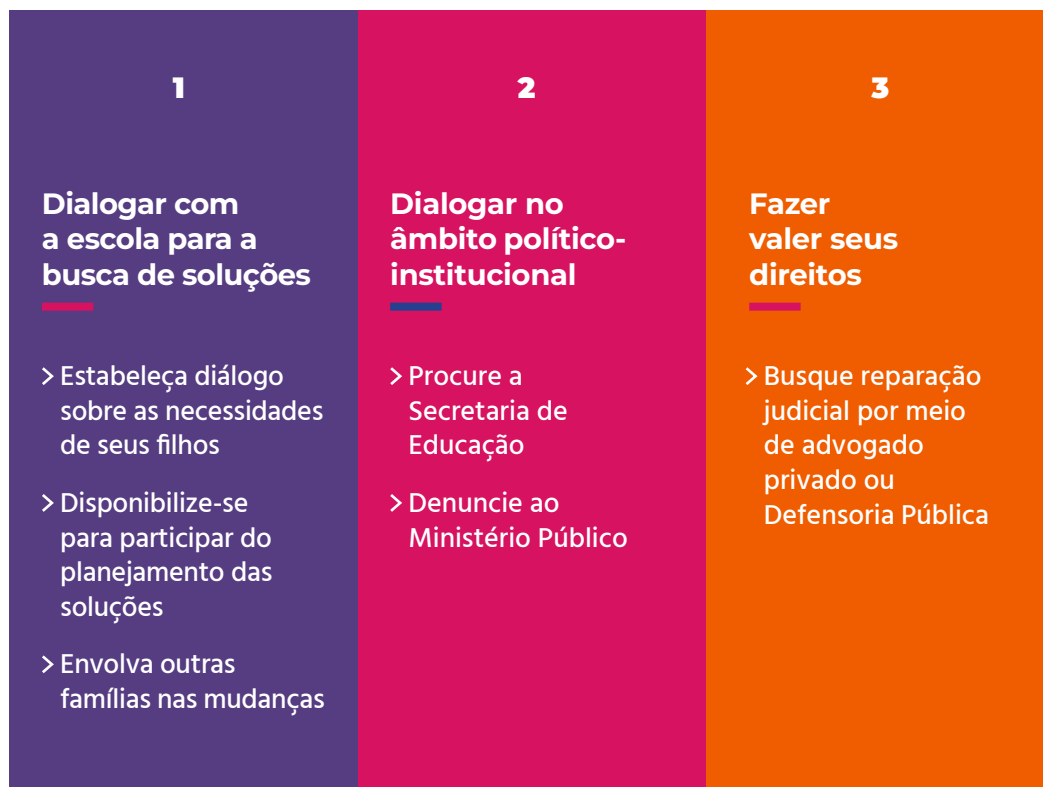 1
Dialogar com
a escola para a
busca de soluções
> Estabeleça diálogo
sobre as necessidades
de seus filhos
> Disponibilize-se
para participar do
planejamento das
soluções
> Envolva outras
famílias nas mudanças
2
Dialogar no
âmbito político-
institucional
> Procure a
Secretaria de
Educação
> Denuncie ao
Ministério Público
3
Fazer
valer seus
direitos
> Busque reparação
judicial por meio
de advogado
privado ou
Defensoria Pública